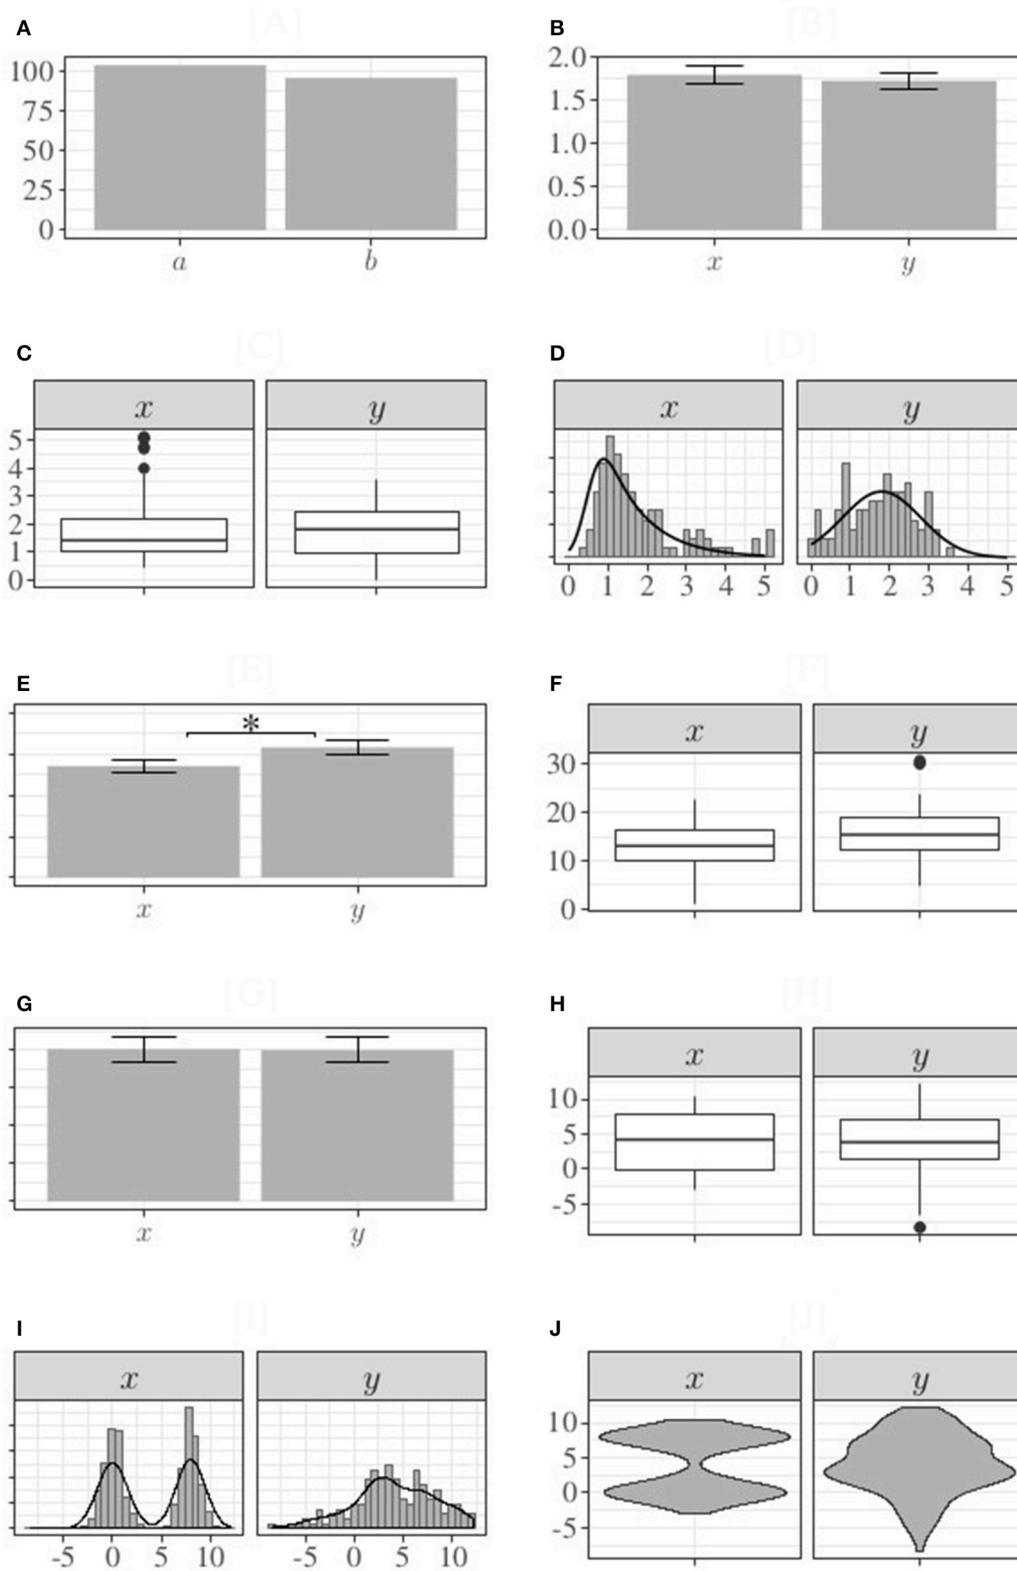 A
[A]
100
75
50
25
0
a
b
B
[B]
2.0
1.5
1.0
0.5
0.0
x
y
C
[C]
x
y
5
4
3
2
1
0
D
[D]
x
y
0 1 2 3 4 5
0 1 2 3 4 5
E
[E]
*
x
y
F
[F]
x
y
30
20
10
0
G
[G]
x
y
H
[H]
x
y
10
5
0
-5
I
[I]
x
y
-5 0 5 10
-5 0 5 10
J
[J]
x
y
10
5
0
-5